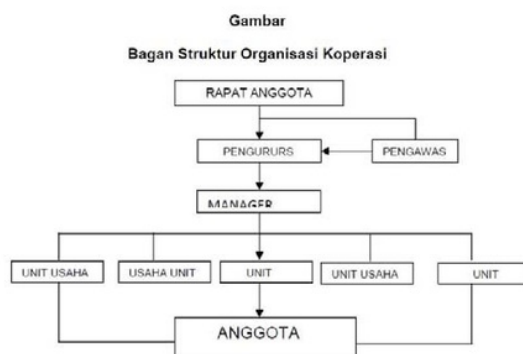 Gambar
Bagan Struktur Organisasi Koperasi
RAPAT ANGGOTA
PENGURURS
PENGAWAS
MANAGER
UNIT USAHA
USAHA UNIT
UNIT
UNIT USAHA
UNIT
ANGGOTA